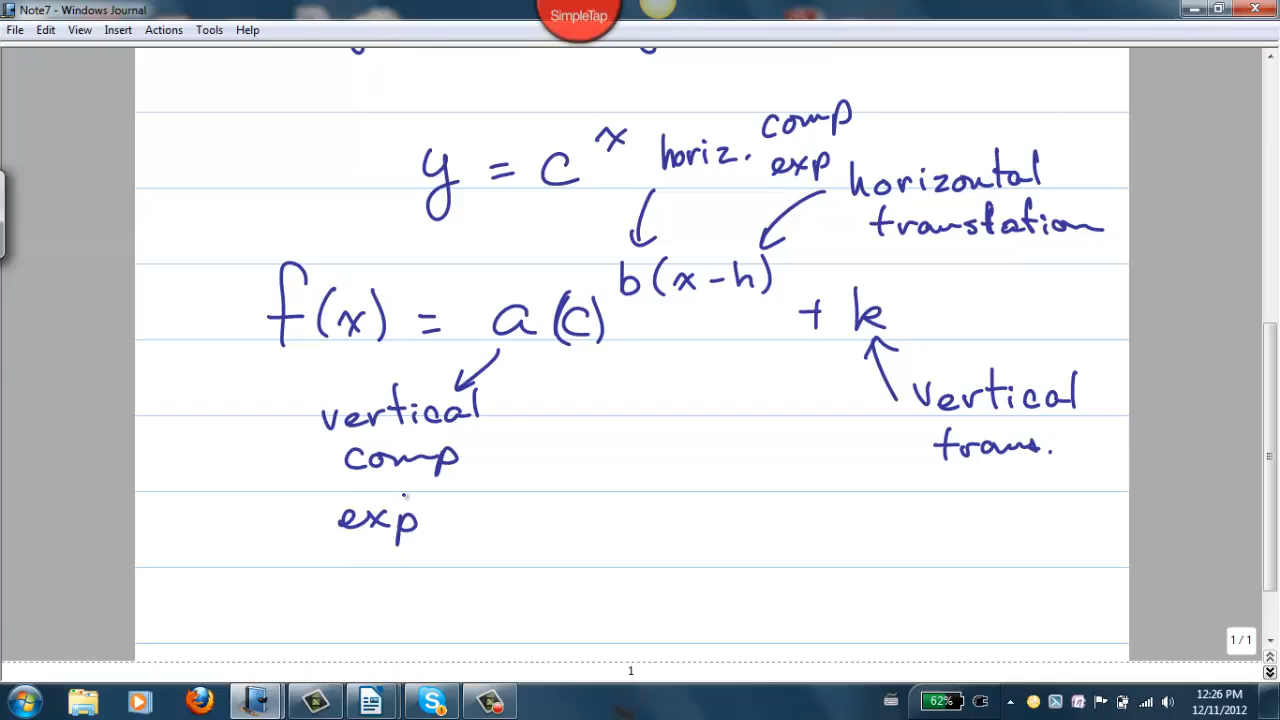 Note7 - Windows Journal
SimpleTap
File Edit View Insert Actions Tools Help
y = c^x
horiz. comp
exp
horizontal
translation
f(x) = a(c)^b(x-h) + k
vertical
comp
exp
vertical
trans.
1 / 1
1
62%
12:26 PM
12/11/2012